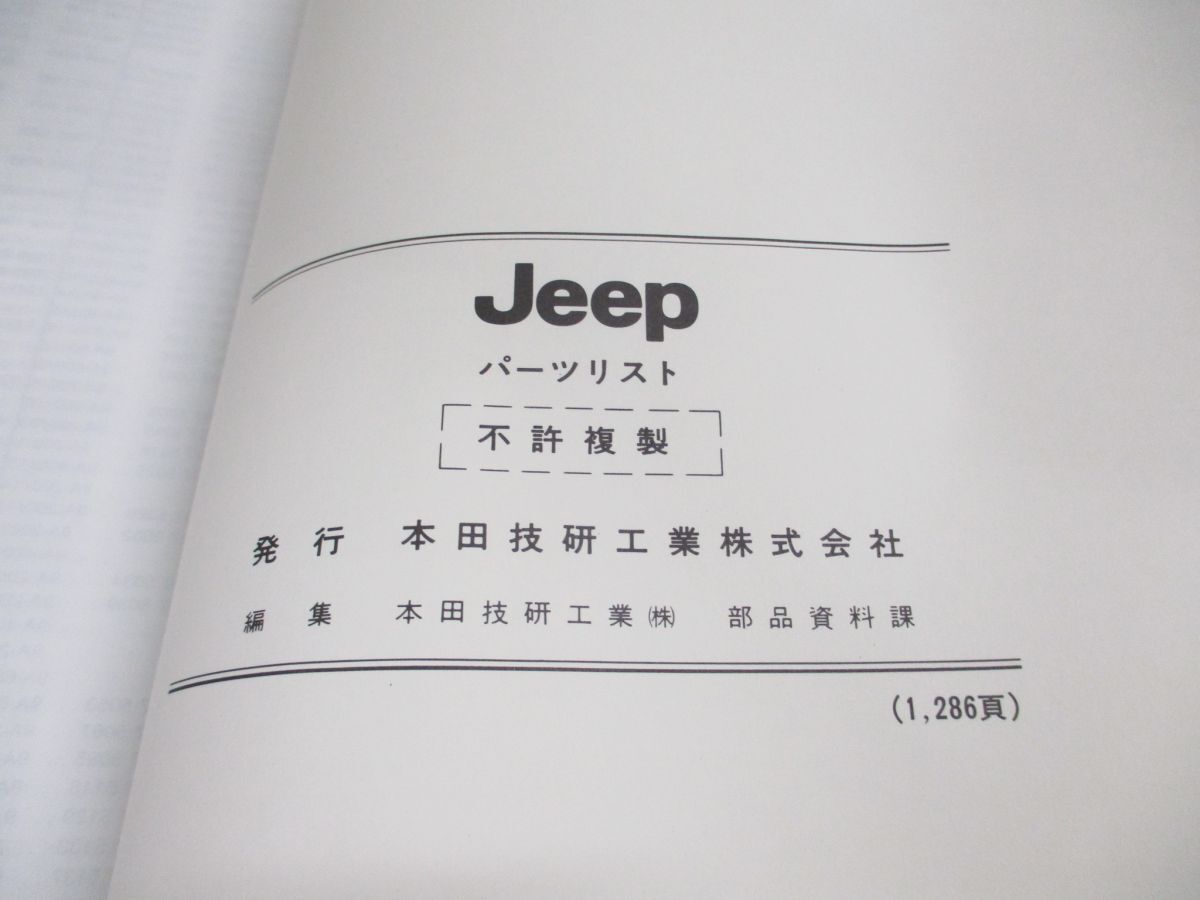 Jeep
パーツリスト
不許複製
発行 本田技研工業株式会社
編集 本田技研工業㈱ 部品資料課
(1,286頁)